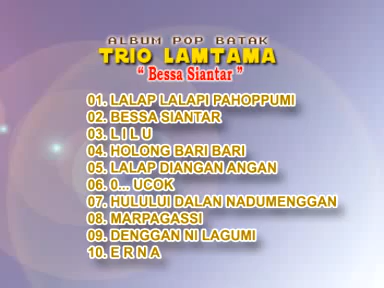 ALBUM POP BATAK
TRIO LAMTAMA
“ Bessa Siantar ”
01. LALAP LALAPI PAHOPPUMI
02. BESSA SIANTAR
03. L I L U
04. HOLONG BARI BARI
05. LALAP DIANGAN ANGAN
06. 0... UCOK
07. HULULUI DALAN NADUMENGGAN
08. MARPAGASSI
09. DENGGAN NI LAGUMI
10. E R N A